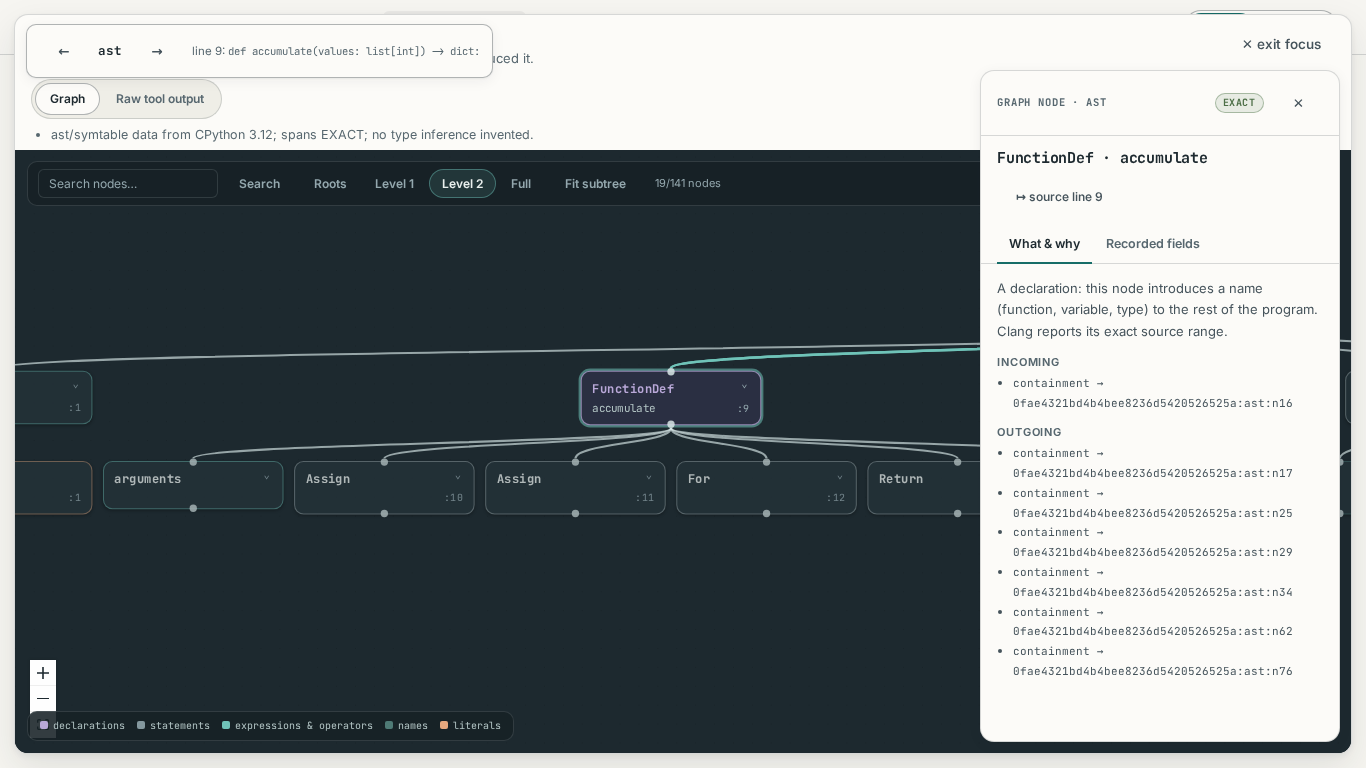 ← ast → line 9: def accumulate(values: list[int]) -> dict:
uced it.
× exit focus
Graph Raw tool output
• ast/symtable data from CPython 3.12; spans EXACT; no type inference invented.
Search nodes... Search Roots Level 1 Level 2 Full Fit subtree 19/141 nodes
FunctionDef
accumulate :9
:1
arguments
Assign
:10
Assign
:11
For
:12
Return
:1
+
−
declarations statements expressions & operators names literals
GRAPH NODE · AST EXACT ×
FunctionDef · accumulate
↦ source line 9
What & why Recorded fields
A declaration: this node introduces a name
(function, variable, type) to the rest of the program.
Clang reports its exact source range.
INCOMING
• containment →
0fae4321bd4b4bee8236d5420526525a:ast:n16
OUTGOING
• containment →
0fae4321bd4b4bee8236d5420526525a:ast:n17
• containment →
0fae4321bd4b4bee8236d5420526525a:ast:n25
• containment →
0fae4321bd4b4bee8236d5420526525a:ast:n29
• containment →
0fae4321bd4b4bee8236d5420526525a:ast:n34
• containment →
0fae4321bd4b4bee8236d5420526525a:ast:n62
• containment →
0fae4321bd4b4bee8236d5420526525a:ast:n76